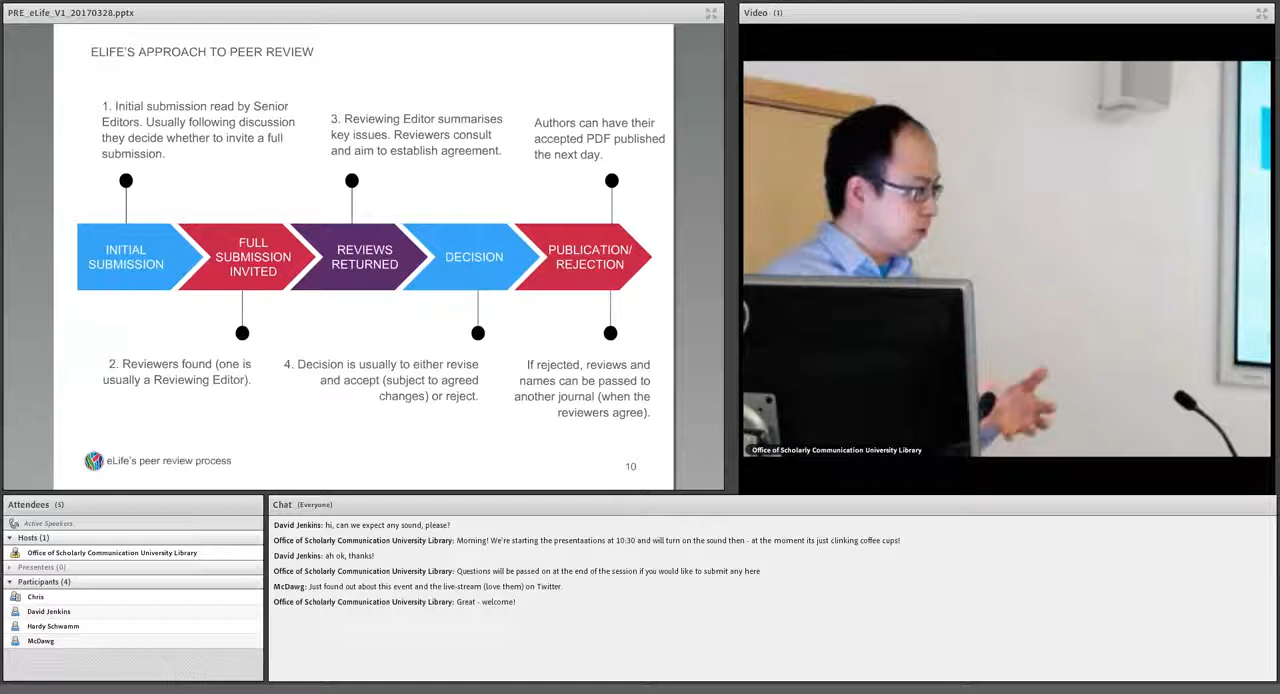 PRE_eLife_V1_20170328.pptx
ELIFE'S APPROACH TO PEER REVIEW
1. Initial submission read by Senior
Editors. Usually following discussion
they decide whether to invite a full
submission.
3. Reviewing Editor summarises
key issues. Reviewers consult
and aim to establish agreement.
Authors can have their
accepted PDF published
the next day.
INITIAL
SUBMISSION
FULL
SUBMISSION
INVITED
REVIEWS
RETURNED
DECISION
PUBLICATION/
REJECTION
2. Reviewers found (one is
usually a Reviewing Editor).
4. Decision is usually to either revise
and accept (subject to agreed
changes) or reject.
If rejected, reviews and
names can be passed to
another journal (when the
reviewers agree).
eLife's peer review process
10
Video (1)
Office of Scholarly Communication University Library
Attendees (5)
Active Speakers
Hosts (1)
Office of Scholarly Communication University Library
Presenters (0)
Participants (4)
Chris
David Jenkins
Hardy Schwamm
McDawg
Chat (Everyone)
David Jenkins: hi, can we expect any sound, please?
Office of Scholarly Communication University Library: Morning! We're starting the presentaations at 10:30 and will turn on the sound then - at the moment its just clinking coffee cups!
David Jenkins: ah ok, thanks!
Office of Scholarly Communication University Library: Questions will be passed on at the end of the session if you would like to submit any here
McDawg: Just found out about this event and the live-stream (love them) on Twitter.
Office of Scholarly Communication University Library: Great - welcome!